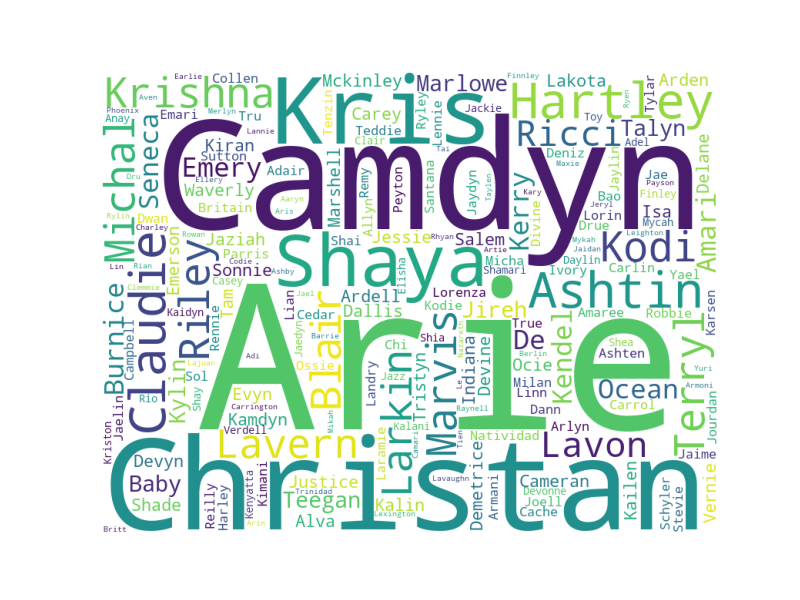 Earlie
Collen
Mckinley
Marlowe
Finnley
Lakota
Arden
Krishna
Kris
Hartley
Tylar
Ryen
Phoenix
Aven
Merlyn
Anay
Emari
Tru
Lannie
Tenzin
Carey
Teddie
Clair
Ryley
Lennie
Jackie
Camdyn
Ricci
Toy
Talyn
Adel
Michal
Seneca
Kiran
Sutton
Emery
Adair
Marshell
Remy
Allyn
Peyton
Santana
Tai
Jaydyn
Taylen
Kerry
Kary
Maxie
Deniz
Jaylin
Jae
Payson
Finley
Delane
Amari
Dru
Ellery
Waverly
Aaryn
Aris
Britain
Rylin
Dwan
Charley
Rowan
Divine
Jeryl
Bao
Lorin
Isa
Mycah
Drue
Leighton
Claudie
Emerson
Riley
Jaziah
Parris
Codie
Sonnie
Casey
Ashby
Shai
Shaya
Jessie
Rhyan
Salem
Artie
Elisha
Micha
Shamari
Mykah
Jaidan
Daylin
Ivory
Kodi
Carlin
Yael
Lin
Rian
Clemmie
Kaidyn
Tam
Rennie
Jael
Lian
Ardell
Cedar
Dallis
Kodie
Lorenza
Jireh
Ashtin
Amaree
Robbie
Karsen
Burnice
Campbell
Rio
Kylin
Sol
Shay
Lajuan
Adi
Jaedyn
Barrie
Ossie
Blair
Arie
Chi
Jazz
Landry
Shia
Nazareth
Le
Indiana
Devine
True
De
Ocie
Milan
Linn
Berlin
Kendel
Shea
Ashten
Ocean
Carrol
Yuri
Armoni
Terryl
Jourdan
Evyn
Carrington
Kamdyn
Verdell
Mikah
Larkin
Tristyn
Kalani
Camari
Marvis
Raynell
Dann
Arlyn
Natividad
Tien
Kriston
Jaelin
Devyn
Lavern
Laramie
Lavon
Jaime
Baby
Shade
Reilly
Harley
Kenyatta
Kimani
Justice
Trinidad
Teegan
Alva
Arin
Kalin
Lexington
Lavaughn
Demetrice
Armani
Cameran
Devonne
Joell
Cache
Kailen
Schyler
Stevie
Vernie
Britt
Christan